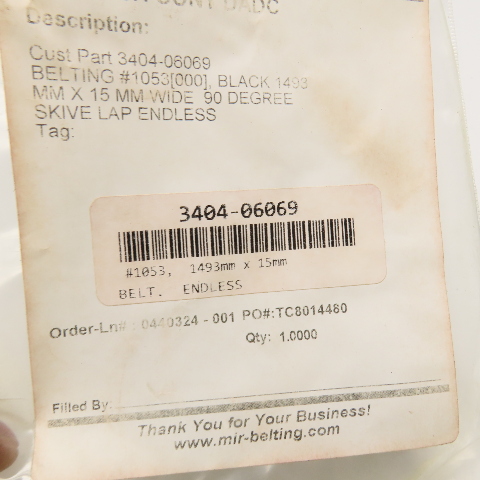 Description:
Cust Part 3404-06069
BELTING #1053[000], BLACK 1493
MM X 15 MM WIDE 90 DEGREE
SKIVE LAP ENDLESS
Tag:
3404-06069
#1053, 1493mm x 15mm
BELT. ENDLESS
Order-Ln#: 0440324 - 001 PO#:TC8014480
Qty: 1.0000
Filled By:
Thank You for Your Business!
www.mir-belting.com